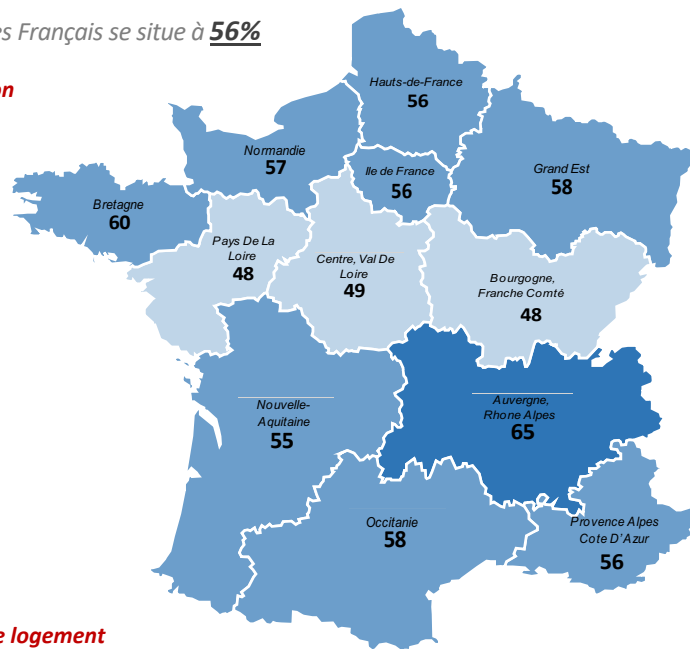 es Français se situe à 56%
on
Hauts-de-France
56
Normandie
57
Ile de France
56
Grand Est
58
Bretagne
60
Pays De La
Loire
48
Centre, Val De
Loire
49
Bourgogne,
Franche Comté
48
Nouvelle-
Aquitaine
55
Auvergne,
Rhone Alpes
65
Occitanie
58
Provence Alpes
Cote D'Azur
56
e logement